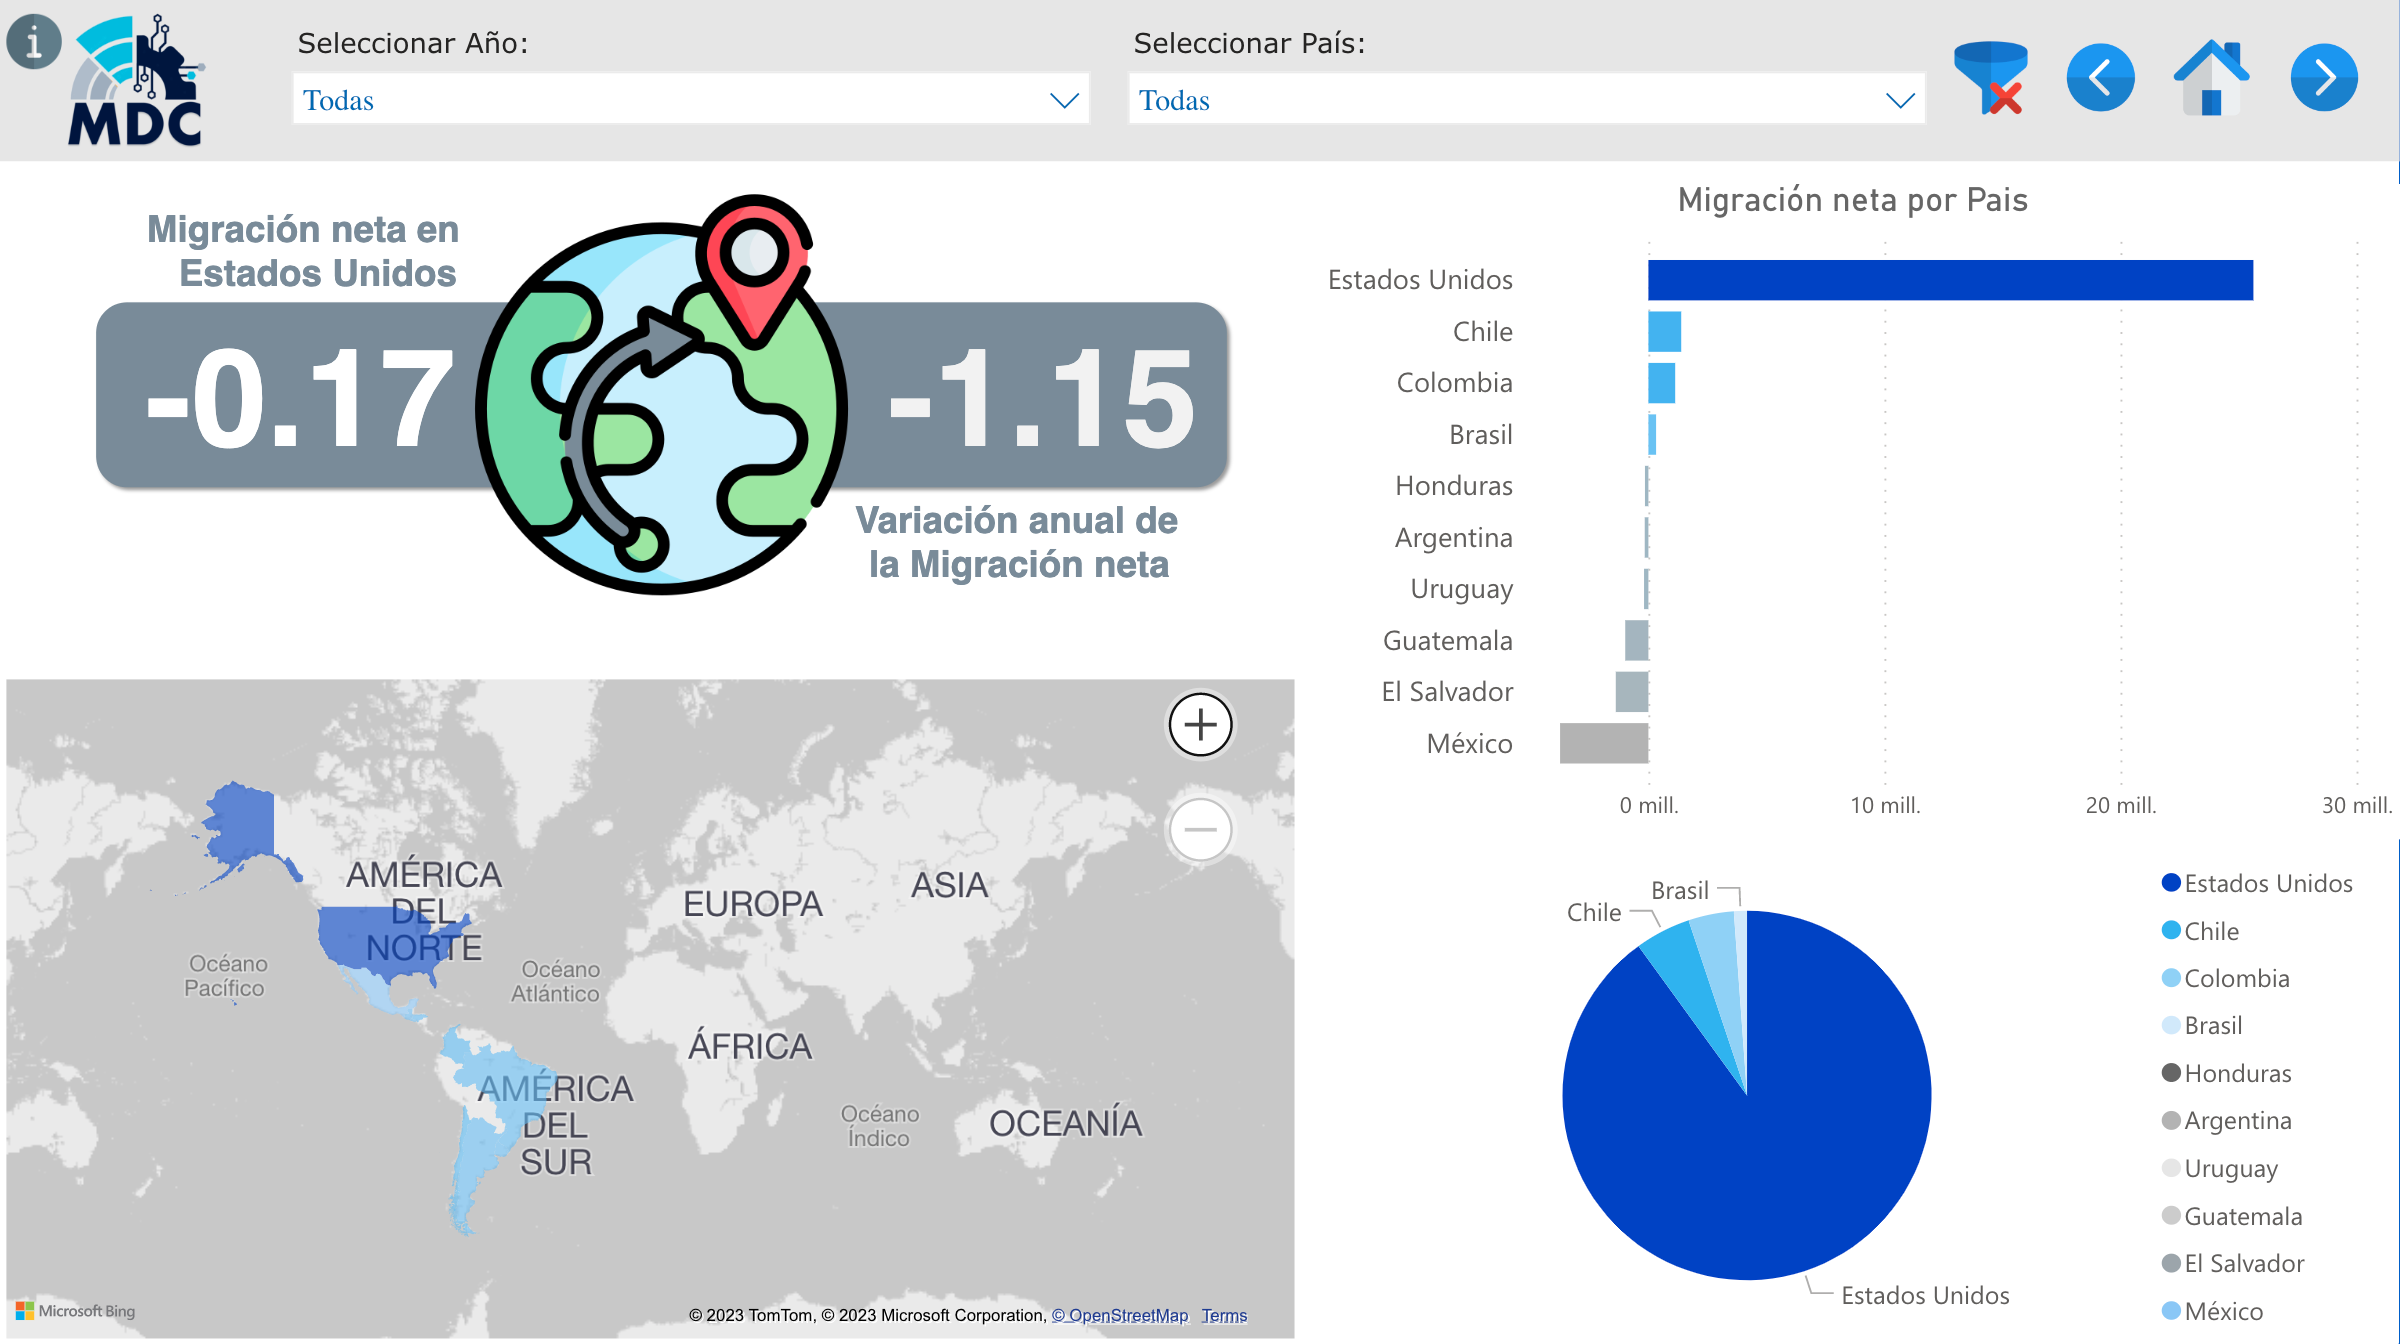 i
MDC
Seleccionar Año:
Todas
Seleccionar País:
Todas
Migración neta en
Estados Unidos
-0.17
-1.15
Variación anual de
la Migración neta
Migración neta por Pais
Estados Unidos
Chile
Colombia
Brasil
Honduras
Argentina
Uruguay
Guatemala
El Salvador
México
0 mill.
10 mill.
20 mill.
30 mill.
AMÉRICA
DEL
NORTE
EUROPA
ASIA
Océano
Pacífico
Océano
Atlántico
ÁFRICA
AMÉRICA
DEL
SUR
Océano
Índico
OCEANÍA
Microsoft Bing
© 2023 TomTom, © 2023 Microsoft Corporation, © OpenStreetMap Terms
Brasil
Chile
Estados Unidos
Estados Unidos
Chile
Colombia
Brasil
Honduras
Argentina
Uruguay
Guatemala
El Salvador
México